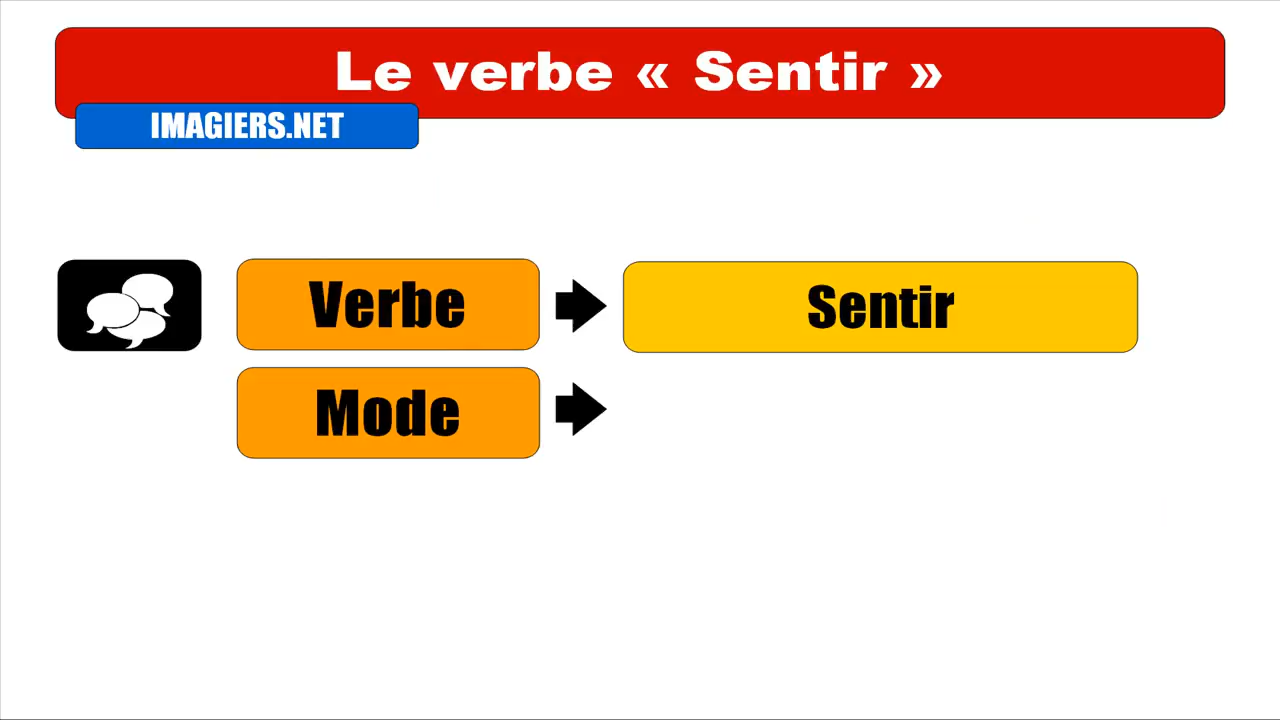 Le verbe « Sentir »
IMAGIERS.NET
Verbe
Sentir
Mode